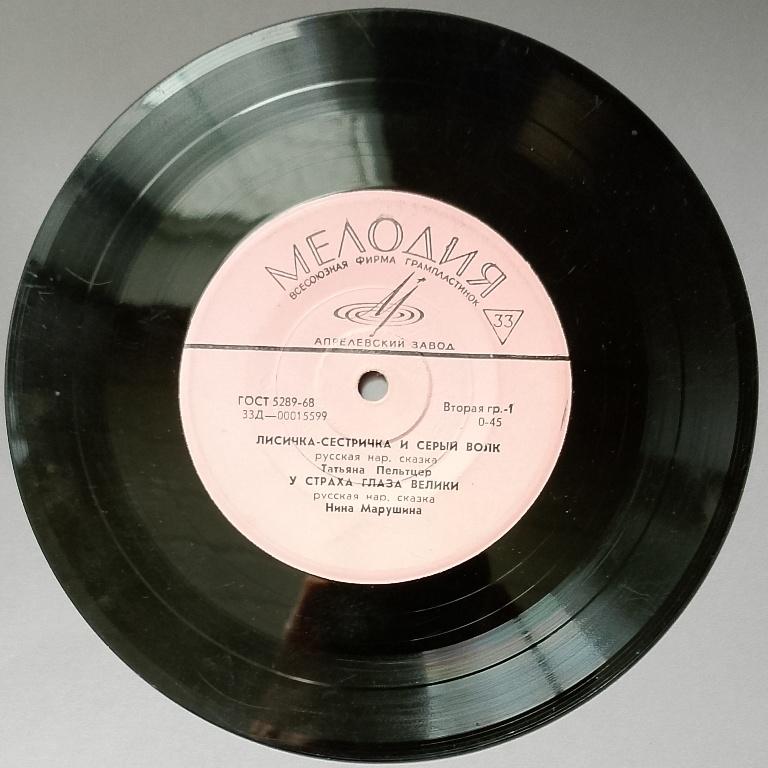 МЕЛОДИЯ
ВСЕСОЮЗНАЯ ФИРМА ГРАМПЛАСТИНОК
33
АПРЕЛЕВСКИЙ ЗАВОД
ГОСТ 5289-68
Вторая гр.-1
33Д—00015599
0-45
ЛИСИЧКА-СЕСТРИЧКА И СЕРЫЙ ВОЛК
русская нар. сказка
Татьяна Пельтцер
У СТРАХА ГЛАЗА ВЕЛИКИ
русская нар. сказка
Нина Марушина